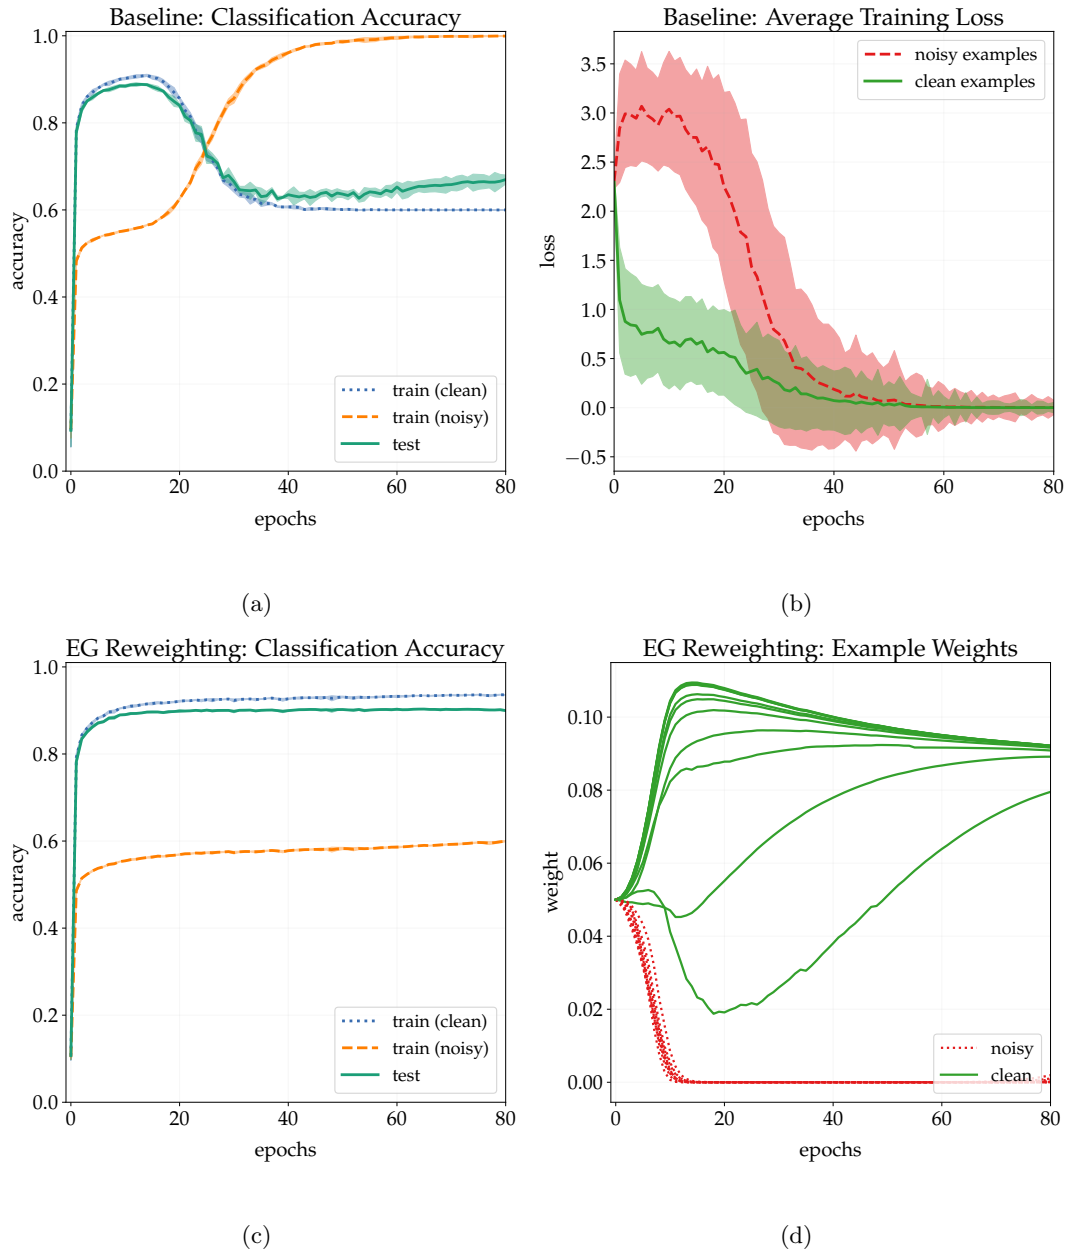 Baseline: Classification Accuracy
1.0
0.8
0.6
0.4
0.2
0.0
accuracy
train (clean)
train (noisy)
test
0 20 40 60 80
epochs
(a)
Baseline: Average Training Loss
3.5
3.0
2.5
2.0
1.5
1.0
0.5
0.0
−0.5
loss
noisy examples
clean examples
0 20 40 60 80
epochs
(b)
EG Reweighting: Classification Accuracy
1.0
0.8
0.6
0.4
0.2
0.0
accuracy
train (clean)
train (noisy)
test
0 20 40 60 80
epochs
(c)
EG Reweighting: Example Weights
0.10
0.08
0.06
0.04
0.02
0.00
weight
noisy
clean
0 20 40 60 80
epochs
(d)